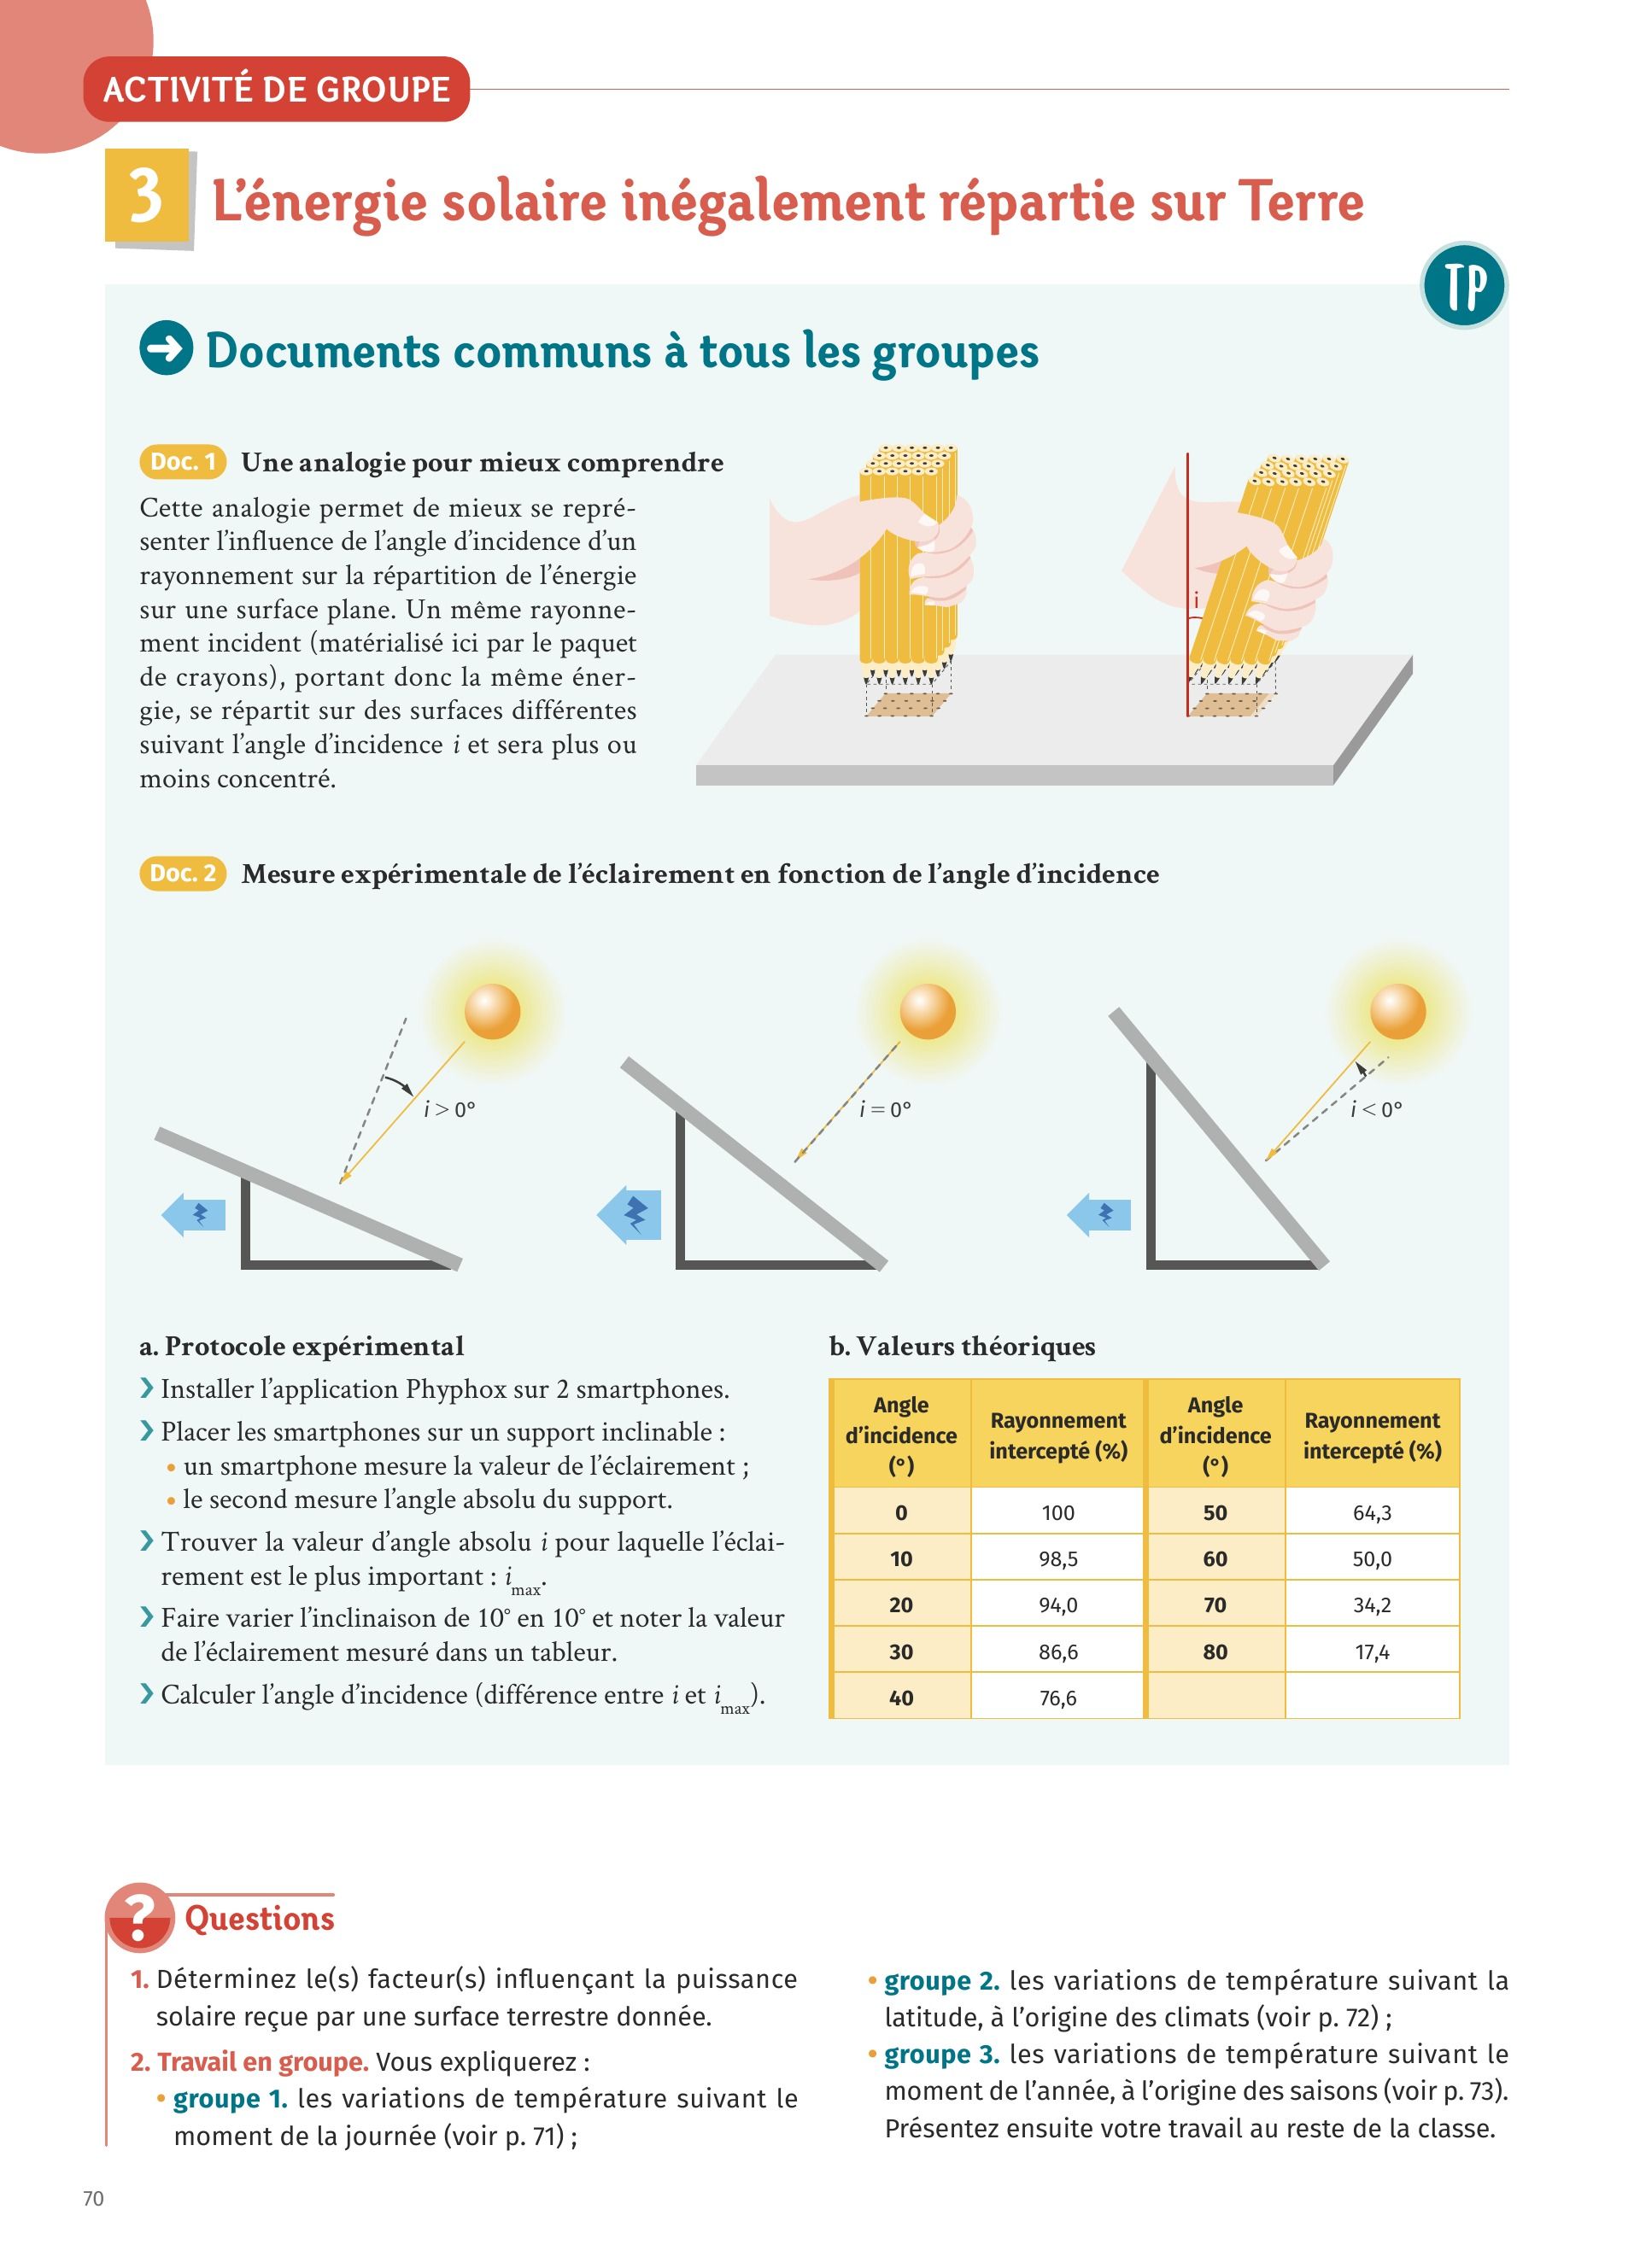 ACTIVITÉ DE GROUPE
3 L'énergie solaire inégalement répartie sur Terre
TP
Documents communs à tous les groupes
Doc. 1 Une analogie pour mieux comprendre
Cette analogie permet de mieux se repré-
senter l'influence de l'angle d'incidence d'un
rayonnement sur la répartition de l'énergie
sur une surface plane. Un même rayonne-
ment incident (matérialisé ici par le paquet
de crayons), portant donc la même éner-
gie, se répartit sur des surfaces différentes
suivant l'angle d'incidence i et sera plus ou
moins concentré.
i
Doc. 2 Mesure expérimentale de l'éclairement en fonction de l'angle d'incidence
i > 0°
i = 0°
i < 0°
a. Protocole expérimental
❯ Installer l'application Phyphox sur 2 smartphones.
❯ Placer les smartphones sur un support inclinable :
• un smartphone mesure la valeur de l'éclairement ;
• le second mesure l'angle absolu du support.
❯ Trouver la valeur d'angle absolu i pour laquelle l'éclai-
rement est le plus important : imax.
❯ Faire varier l'inclinaison de 10° en 10° et noter la valeur
de l'éclairement mesuré dans un tableur.
❯ Calculer l'angle d'incidence (différence entre i et imax).
b. Valeurs théoriques
Angle d'incidence (°) Rayonnement intercepté (%) Angle d'incidence (°) Rayonnement intercepté (%)
0 100 50 64,3
10 98,5 60 50,0
20 94,0 70 34,2
30 86,6 80 17,4
40 76,6
? Questions
1. Déterminez le(s) facteur(s) influençant la puissance
solaire reçue par une surface terrestre donnée.
2. Travail en groupe. Vous expliquerez :
• groupe 1. les variations de température suivant le
moment de la journée (voir p. 71) ;
• groupe 2. les variations de température suivant la
latitude, à l'origine des climats (voir p. 72) ;
• groupe 3. les variations de température suivant le
moment de l'année, à l'origine des saisons (voir p. 73).
Présentez ensuite votre travail au reste de la classe.
70